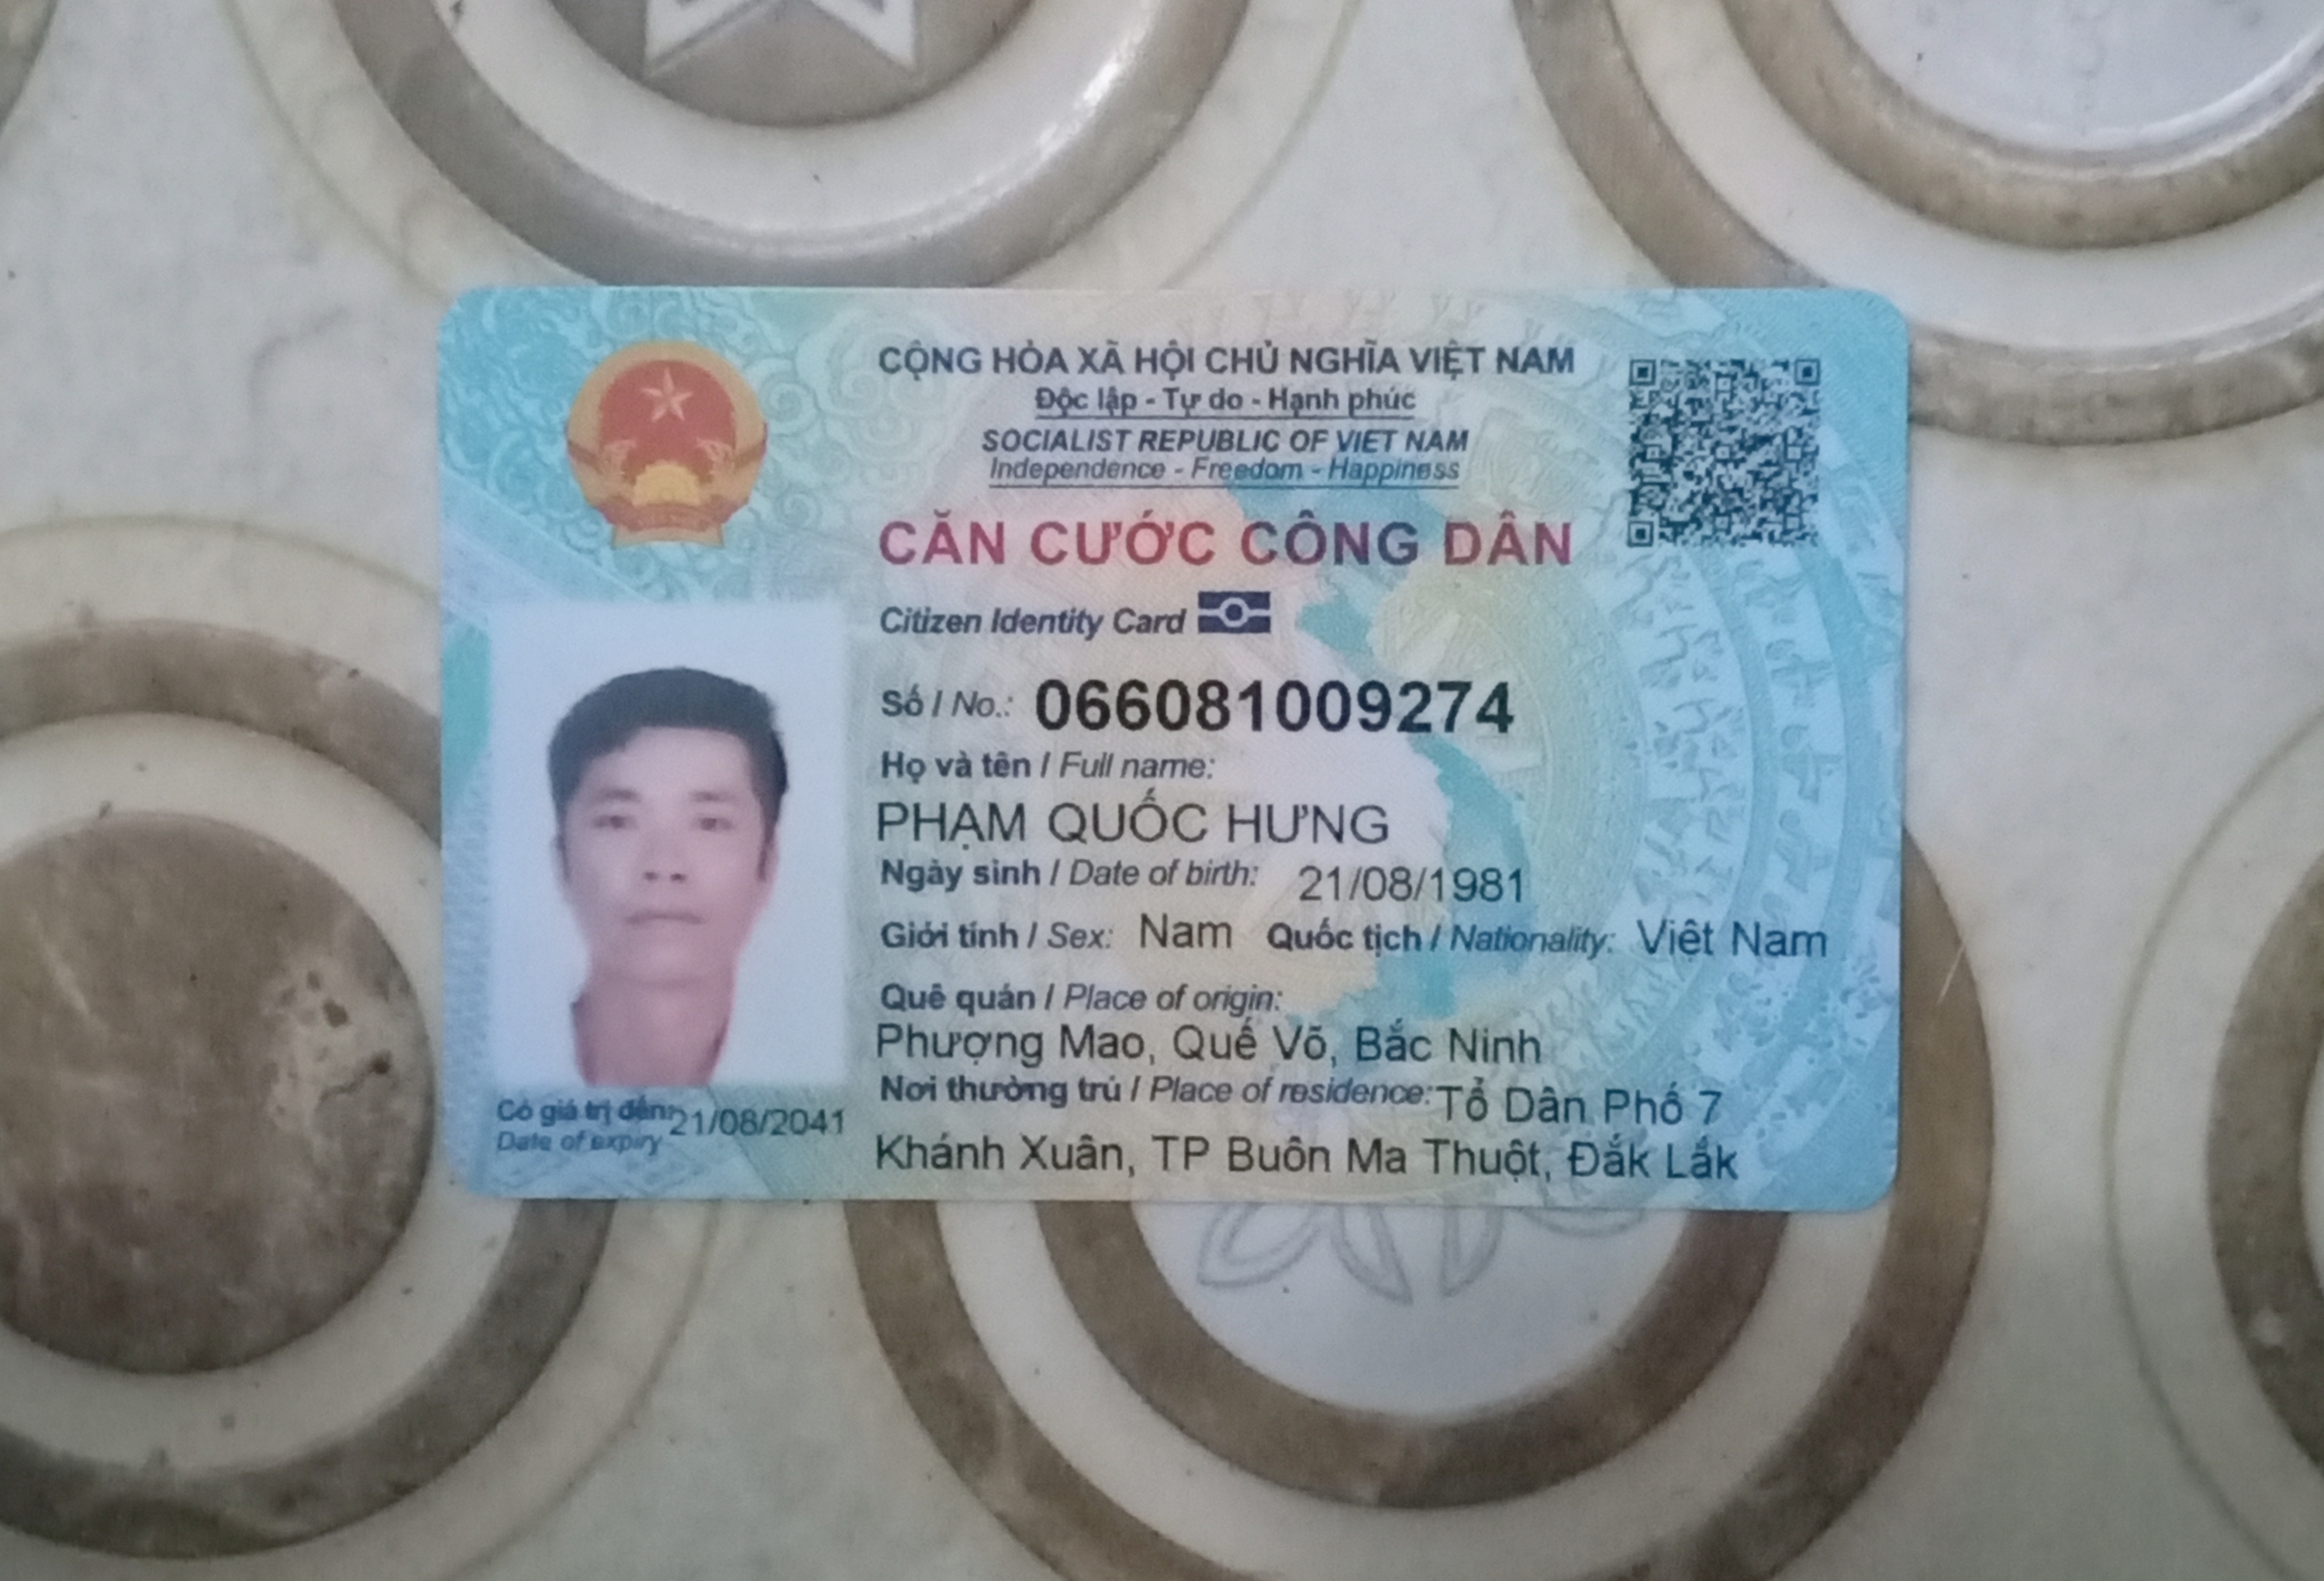 CỘNG HÒA XÃ HỘI CHỦ NGHĨA VIỆT NAM
Độc lập - Tự do - Hạnh phúc
SOCIALIST REPUBLIC OF VIET NAM
Independence - Freedom - Happiness
CĂN CƯỚC CÔNG DÂN
Citizen Identity Card
Số / No.: 066081009274
Họ và tên / Full name:
PHẠM QUỐC HƯNG
Ngày sinh / Date of birth: 21/08/1981
Giới tính / Sex: Nam Quốc tịch / Nationality: Việt Nam
Quê quán / Place of origin:
Phượng Mao, Quế Võ, Bắc Ninh
Nơi thường trú / Place of residence: Tổ Dân Phố 7
Khánh Xuân, TP Buôn Ma Thuột, Đắk Lắk
Có giá trị đến: 21/08/2041
Date of expiry